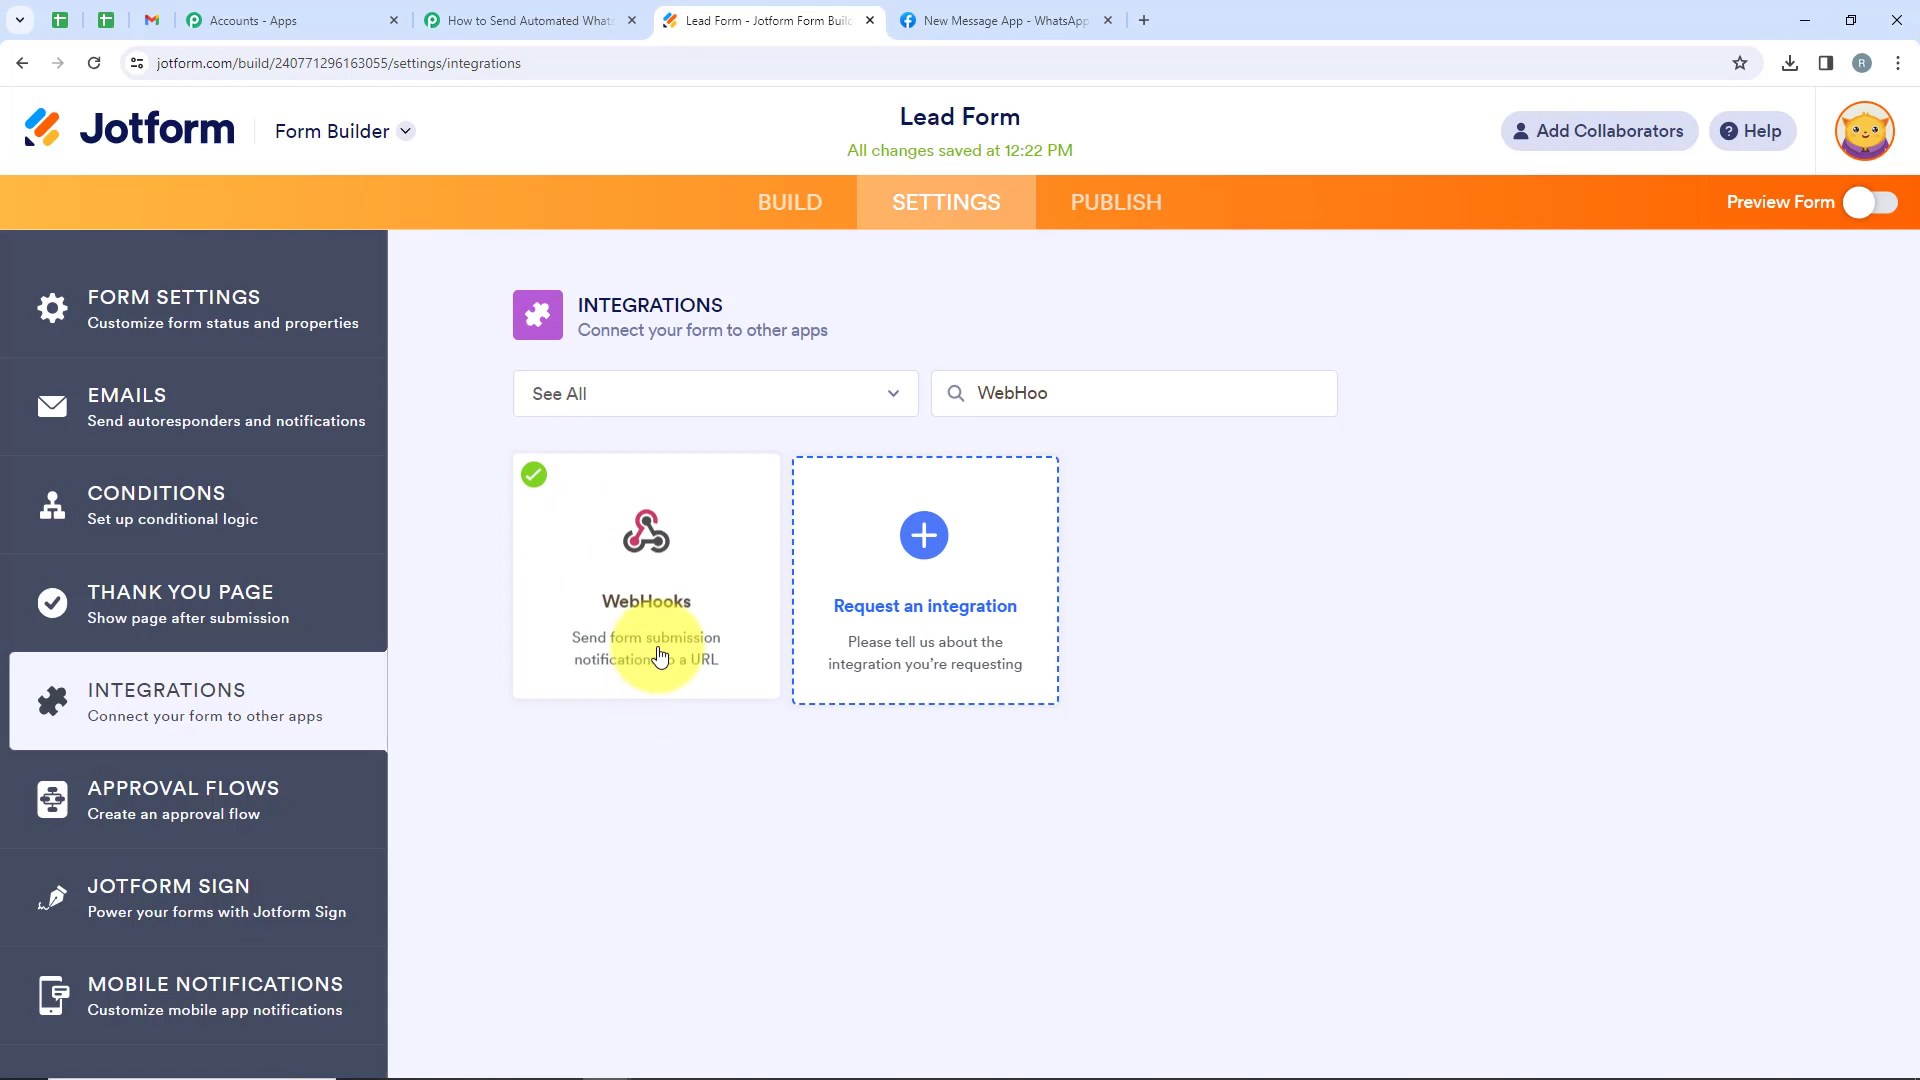 Accounts - Apps
How to Send Automated Whats
Lead Form - Jotform Form Buil
New Message App - WhatsApp
jotform.com/build/240771296163055/settings/integrations
R
Jotform
Form Builder
Lead Form
All changes saved at 12:22 PM
Add Collaborators
? Help
BUILD
SETTINGS
PUBLISH
Preview Form
FORM SETTINGS
Customize form status and properties
EMAILS
Send autoresponders and notifications
CONDITIONS
Set up conditional logic
THANK YOU PAGE
Show page after submission
INTEGRATIONS
Connect your form to other apps
APPROVAL FLOWS
Create an approval flow
JOTFORM SIGN
Power your forms with Jotform Sign
MOBILE NOTIFICATIONS
Customize mobile app notifications
INTEGRATIONS
Connect your form to other apps
See All
WebHoo
WebHooks
Send form submission
notification a URL
Request an integration
Please tell us about the
integration you're requesting